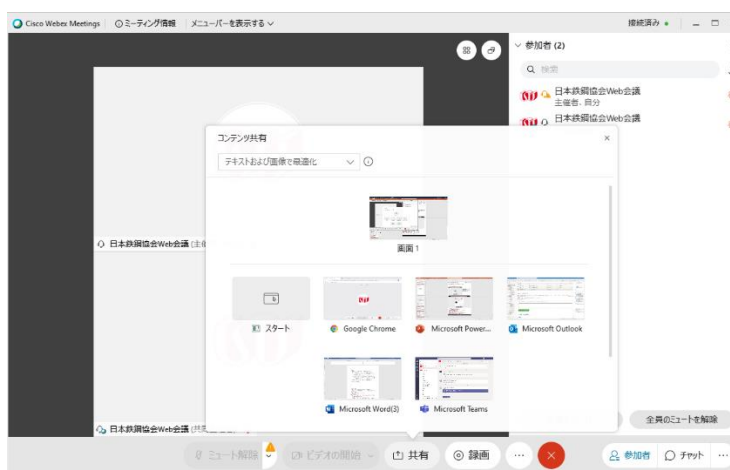 Cisco Webex Meetings ミーティング情報 メニューバーを表示する 接続済み
参加者 (2)
検索
日本鉄鋼協会Web会議
主催者、自分
日本鉄鋼協会Web会議
コンテンツ共有
テキストおよび画像で最適化
画面 1
日本鉄鋼協会Web会議
スタート Google Chrome Microsoft Power... Microsoft Outlook
Microsoft Word(3) Microsoft Teams
全員のミュートを解除
日本鉄鋼協会Web会議
ミュート解除 ビデオの開始 共有 録画 ... 参加者 チャット ...